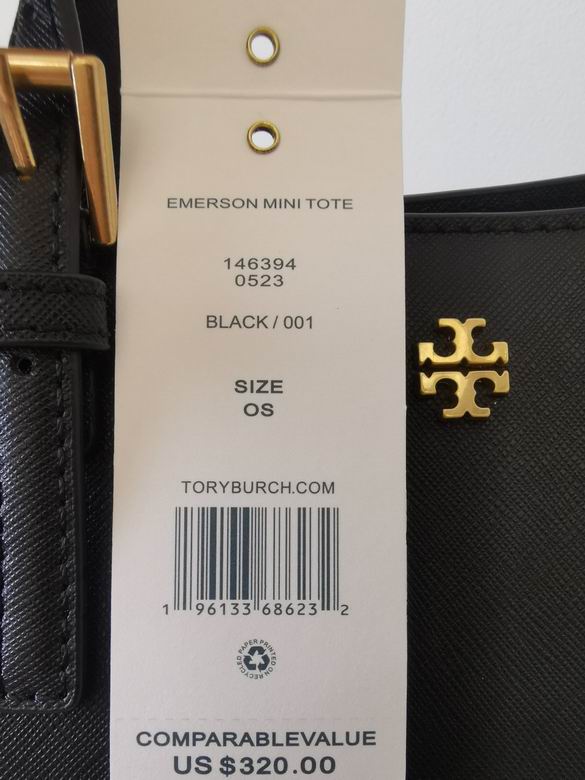 EMERSON MINI TOTE
146394
0523
BLACK / 001
SIZE
OS
TORYBURCH.COM
1 96133 68623 2
PRINTED ON RECYCLED PAPER
COMPARABLEVALUE
US $320.00